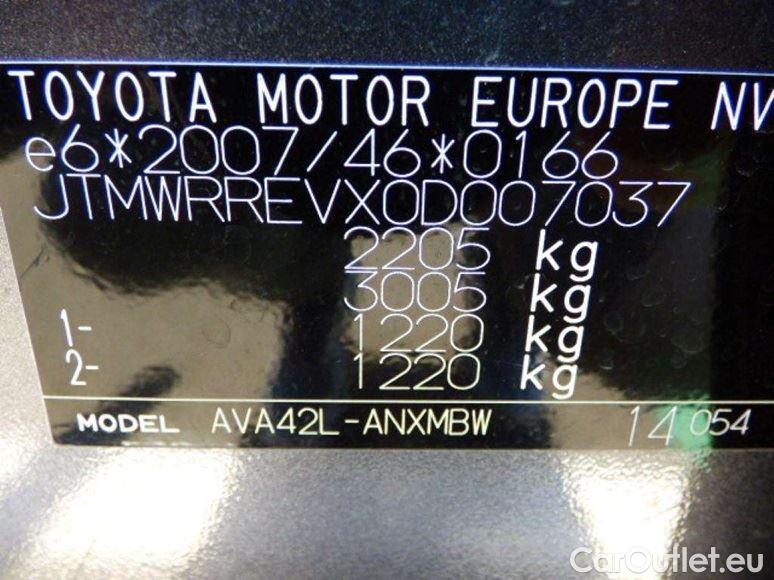 TOYOTA MOTOR EUROPE NV
e6*2007/46*0166
JTMWRREVX0D007037
2205 kg
3005 kg
1- 1220 kg
2- 1220 kg
MODEL AVA42L-ANXMBW 14 054
CarOutlet.eu